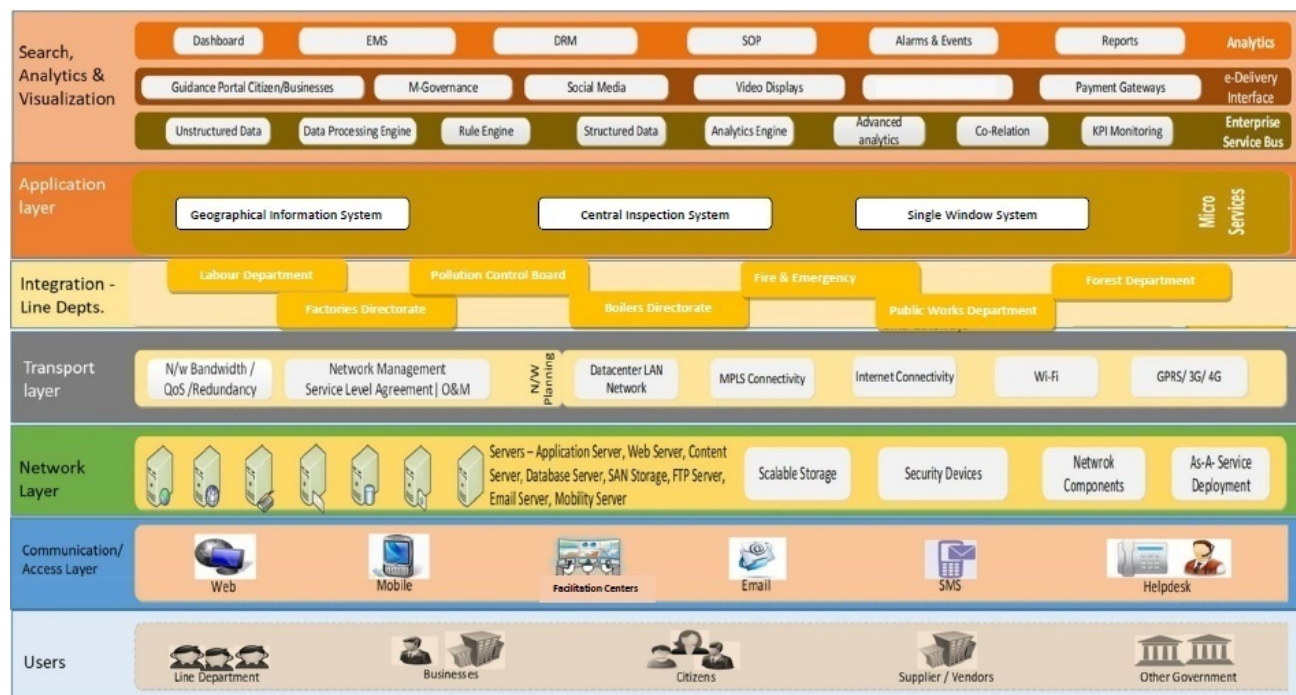 Search,
Analytics &
Visualization
Dashboard
EMS
DRM
SOP
Alarms & Events
Reports
Analytics
Guidance Portal Citizen/Businesses
M-Governance
Social Media
Video Displays
Payment Gateways
e-Delivery
Interface
Unstructured Data
Data Processing Engine
Rule Engine
Structured Data
Analytics Engine
Advanced
analytics
Co-Relation
KPI Monitoring
Enterprise
Service Bus
Application
layer
Geographical Information System
Central Inspection System
Single Window System
Micro
Services
Integration -
Line Depts.
Labour Department
Pollution Control Board
Fire & Emergency
Forest Department
Factories Directorate
Boilers Directorate
Public Works Department
Transport
layer
N/w Bandwidth /
QoS /Redundancy
Network Management
Service Level Agreement| O&M
N/W
Planning
Datacenter LAN
Network
MPLS Connectivity
Internet Connectivity
Wi-Fi
GPRS/ 3G/ 4G
Network
Layer
Servers – Application Server, Web Server, Content
Server, Database Server, SAN Storage, FTP Server,
Email Server, Mobility Server
Scalable Storage
Security Devices
Netwrok
Components
As-A- Service
Deployment
Communication/
Access Layer
Web
Mobile
Facilitation Centers
Email
SMS
Helpdesk
Users
Line Department
Businesses
Citizens
Supplier / Vendors
Other Government